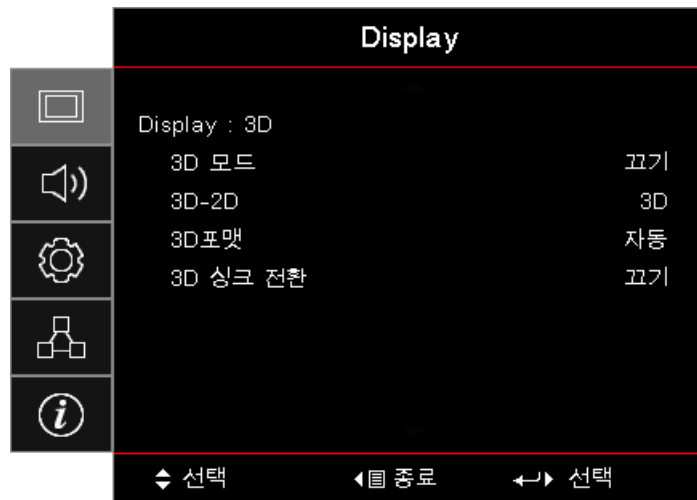 Display
Display : 3D
3D 모드 끄기
3D-2D 3D
3D포맷 자동
3D 싱크 전환 끄기
선택 종료 선택